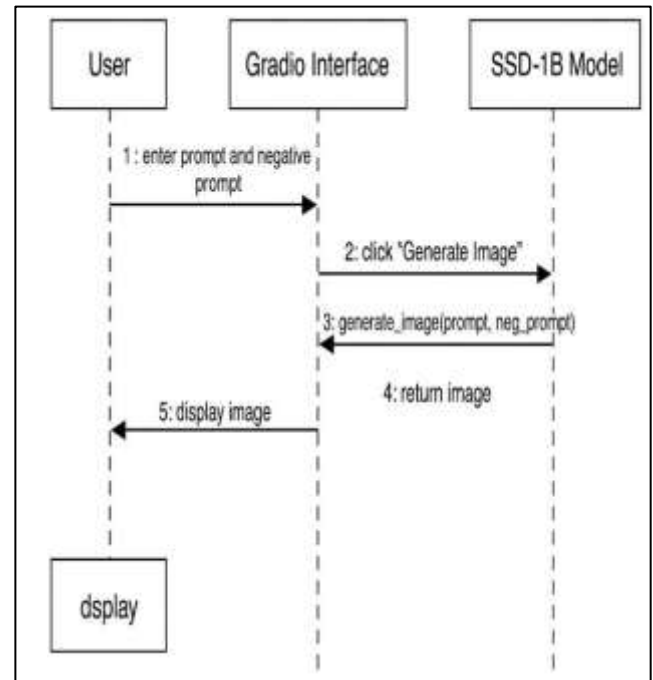 User
Gradio Interface
SSD-1B Model
1 : enter prompt and negative
prompt
2: click "Generate Image"
3: generate_image(prompt, neg_prompt)
4: return image
5: display image
dsplay